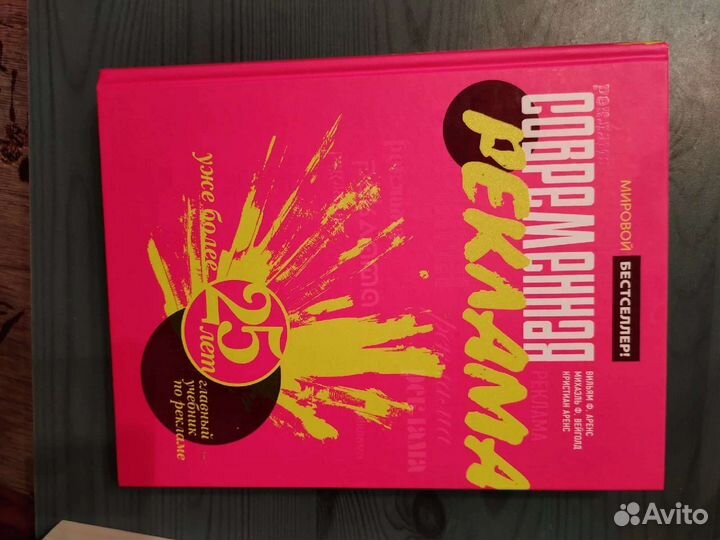 МИРОВОЙ
БЕСТСЕЛЛЕР!
ВИЛЬЯМ Ф. АРЕНС
МИХАЭЛЬ Ф. ВЕЙГОЛД
КРИСТИАН АРЕНС
СОВРЕМЕННАЯ
РЕКЛАМА
РЕКЛАМА
уже более
25
лет —
главный
учебник
по рекламе
Avito